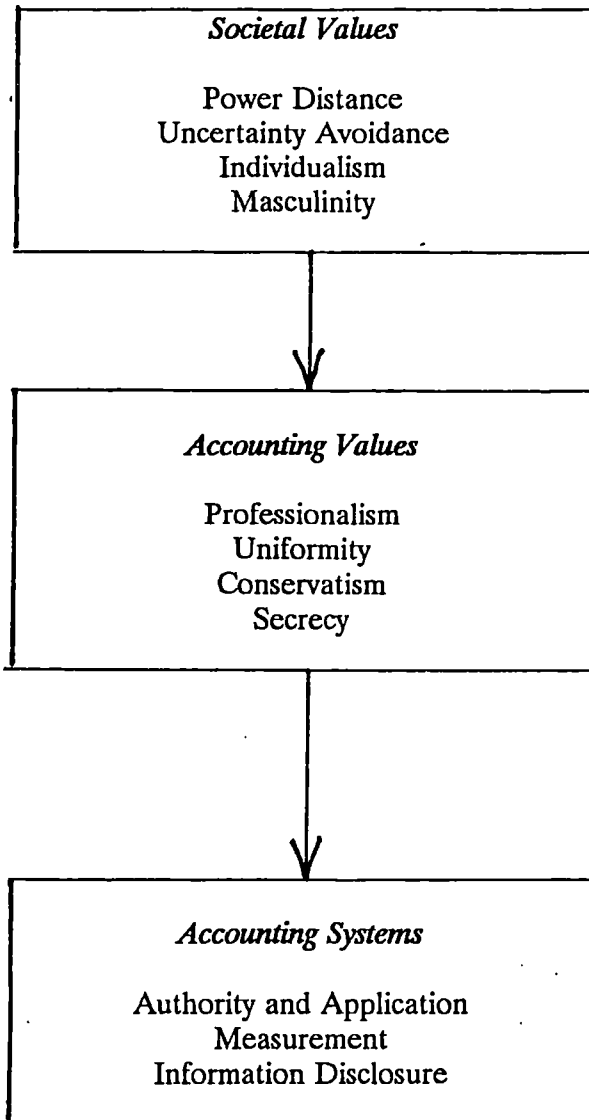 Societal Values
Power Distance
Uncertainty Avoidance
Individualism
Masculinity
Accounting Values
Professionalism
Uniformity
Conservatism
Secrecy
Accounting Systems
Authority and Application
Measurement
Information Disclosure